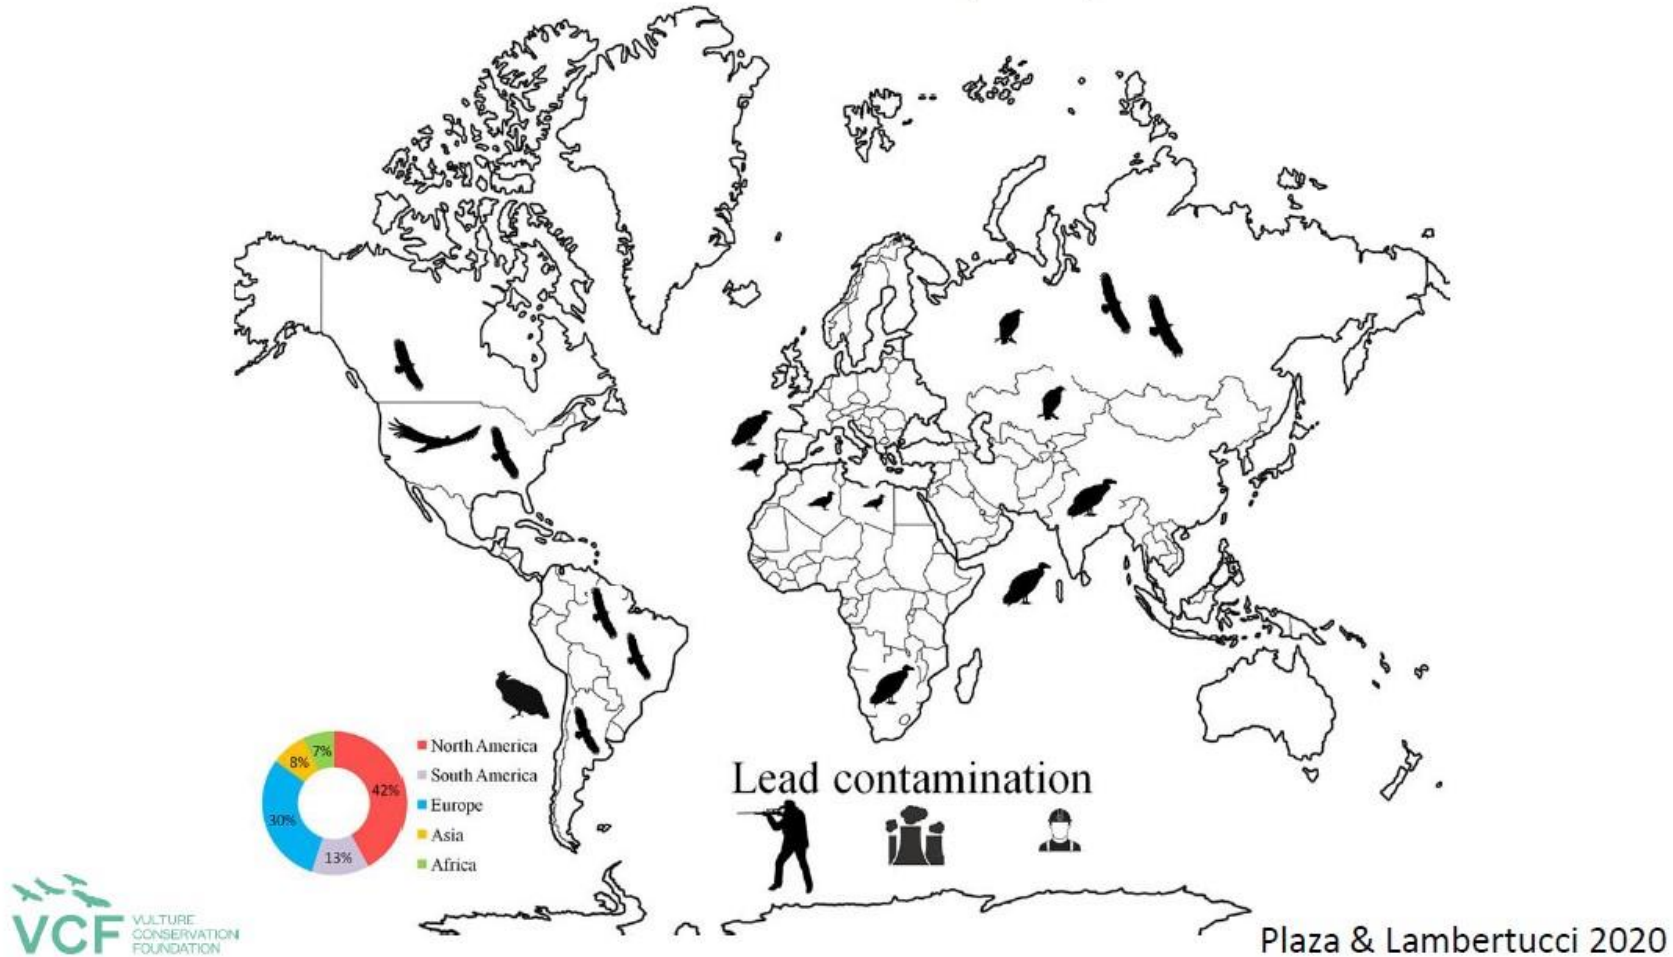 7%
8%
42%
30%
13%
North America
South America
Europe
Asia
Africa
Lead contamination
VCF
VULTURE
CONSERVATION
FOUNDATION
Plaza & Lambertucci 2020